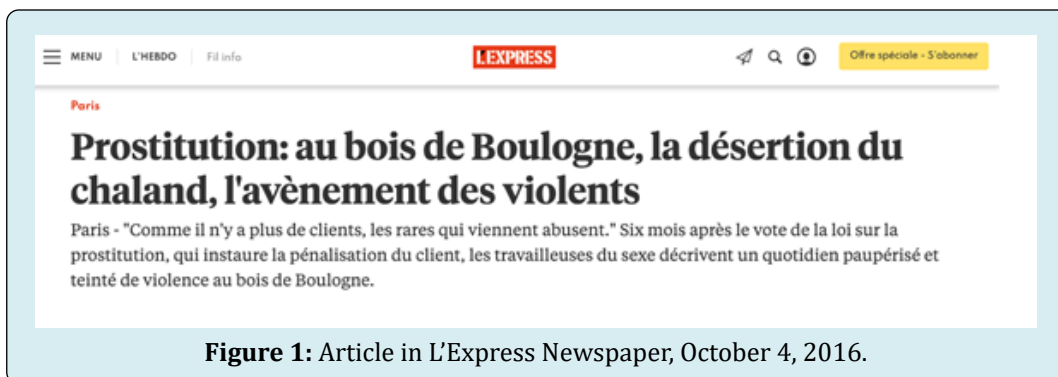 MENU L'HEBDO Fil info L'EXPRESS Offre spéciale - S'abonner
Paris
Prostitution: au bois de Boulogne, la désertion du
chaland, l'avènement des violents
Paris - "Comme il n'y a plus de clients, les rares qui viennent abusent." Six mois après le vote de la loi sur la
prostitution, qui instaure la pénalisation du client, les travailleuses du sexe décrivent un quotidien paupérisé et
teinté de violence au bois de Boulogne.
Figure 1: Article in L'Express Newspaper, October 4, 2016.